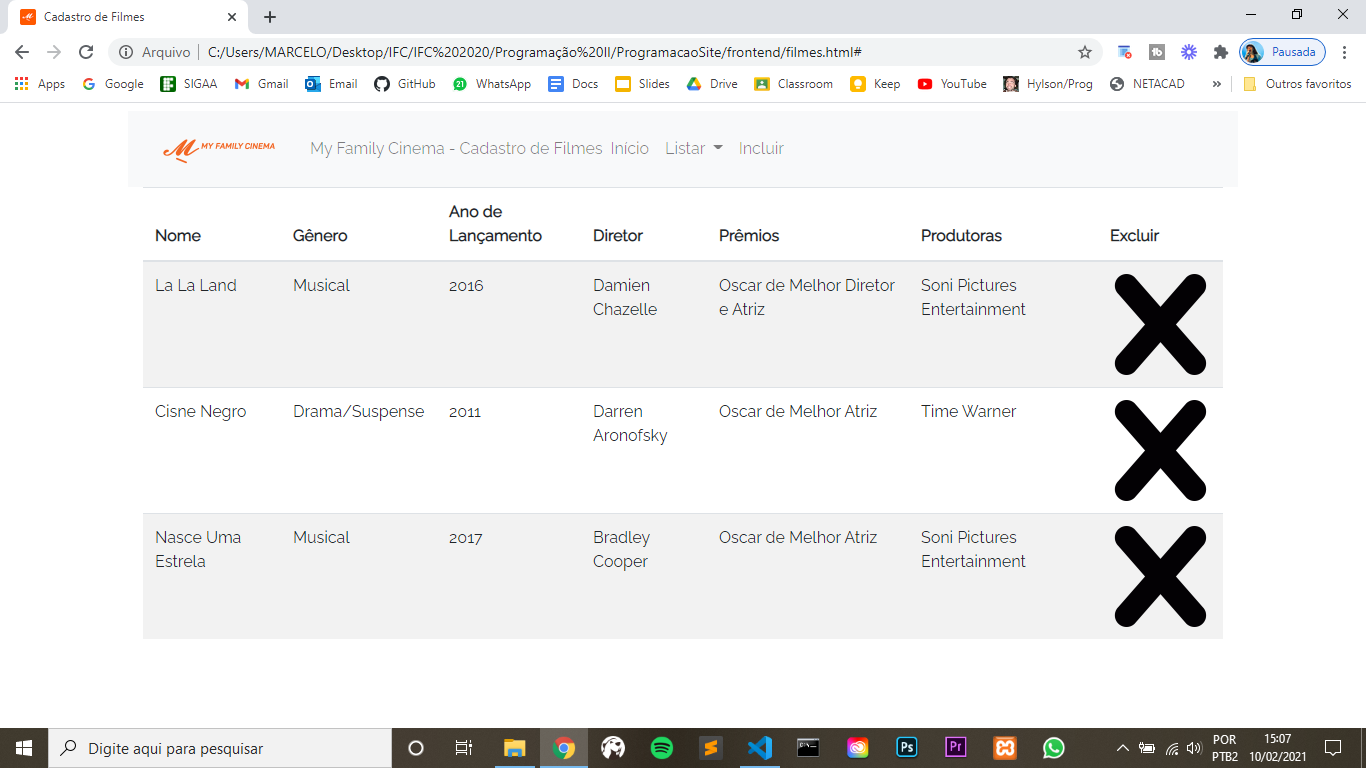 Cadastro de Filmes
Arquivo
C:/Users/MARCELO/Desktop/IFC/IFC%202020/Programação%20II/ProgramacaoSite/frontend/filmes.html#
Pausada
Apps
Google
SIGAA
Gmail
Email
GitHub
21
WhatsApp
Docs
Slides
Drive
Classroom
Keep
YouTube
Hylson/Prog
NETACAD
»
Outros favoritos
MY FAMILY CINEMA
My Family Cinema - Cadastro de Filmes
Início
Listar
Incluir
Nome
Gênero
Ano de
Lançamento
Diretor
Prêmios
Produtoras
Excluir
La La Land
Musical
2016
Damien
Chazelle
Oscar de Melhor Diretor
e Atriz
Soni Pictures
Entertainment
Cisne Negro
Drama/Suspense
2011
Darren
Aronofsky
Oscar de Melhor Atriz
Time Warner
Nasce Uma
Estrela
Musical
2017
Bradley
Cooper
Oscar de Melhor Atriz
Soni Pictures
Entertainment
Digite aqui para pesquisar
Ps
Pr
POR
PTB2
15:07
10/02/2021